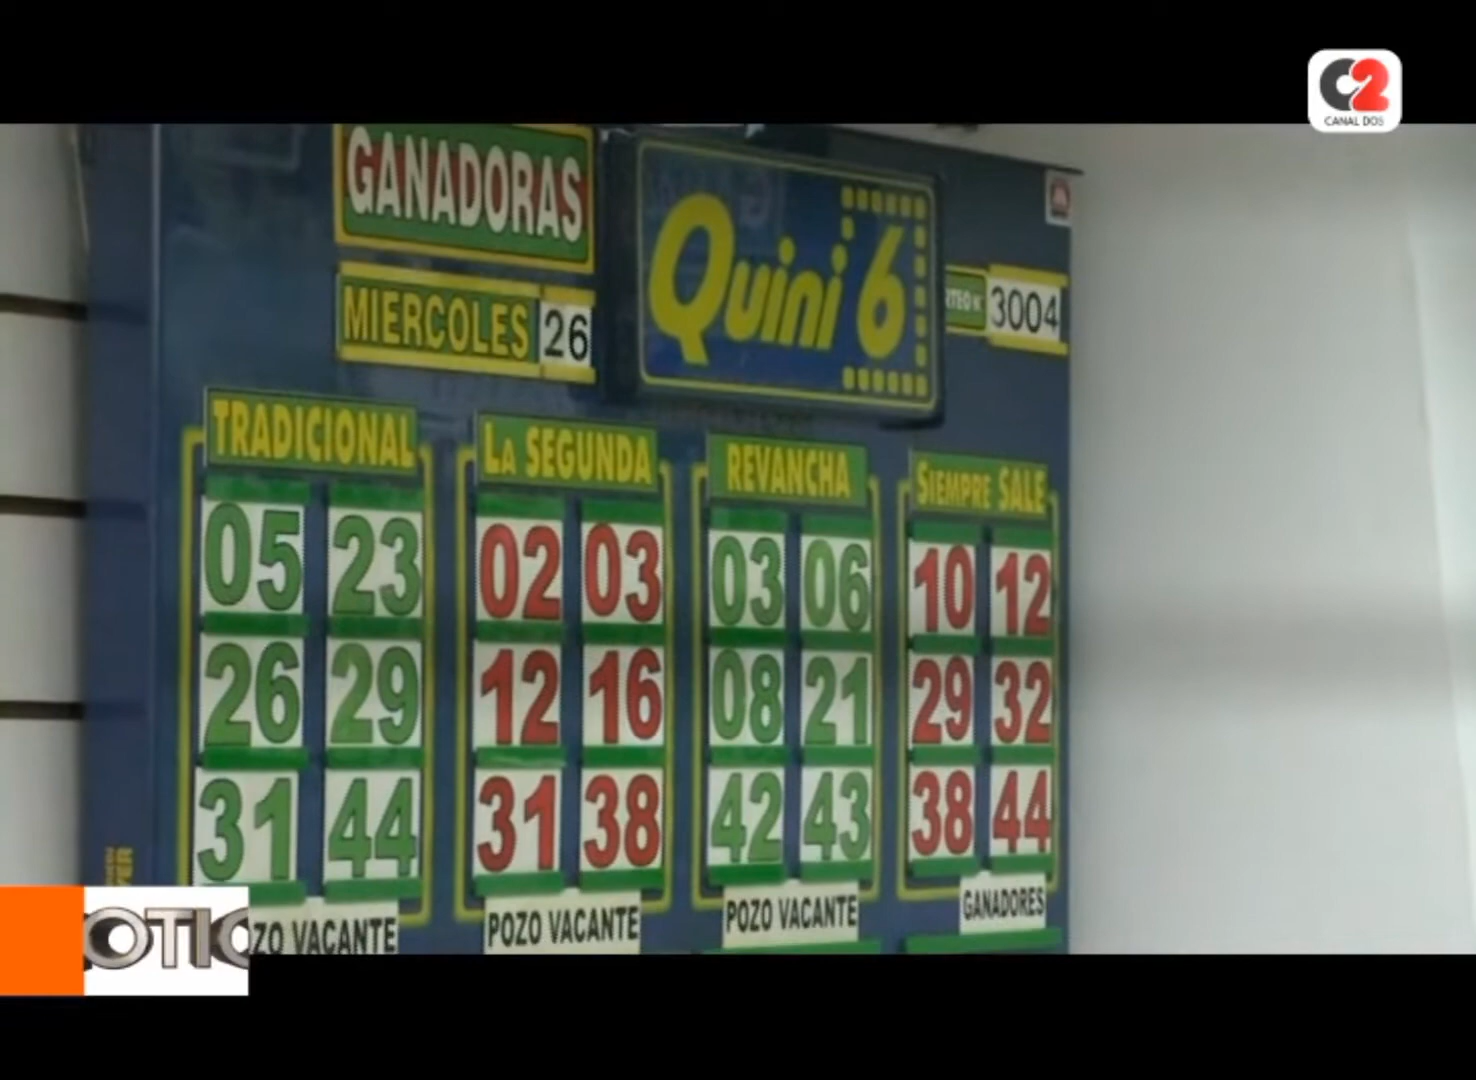 C2
CANAL DOS
GANADORAS
MIERCOLES 26
Quini 6
3004
TRADICIONAL
05 23
26 29
31 44
VACANTE
LA SEGUNDA
02 03
12 16
31 38
POZO VACANTE
REVANCHA
03 06
08 21
42 43
POZO VACANTE
SIEMPRE SALE
10 12
29 32
38 44
GANADORES
OTIC